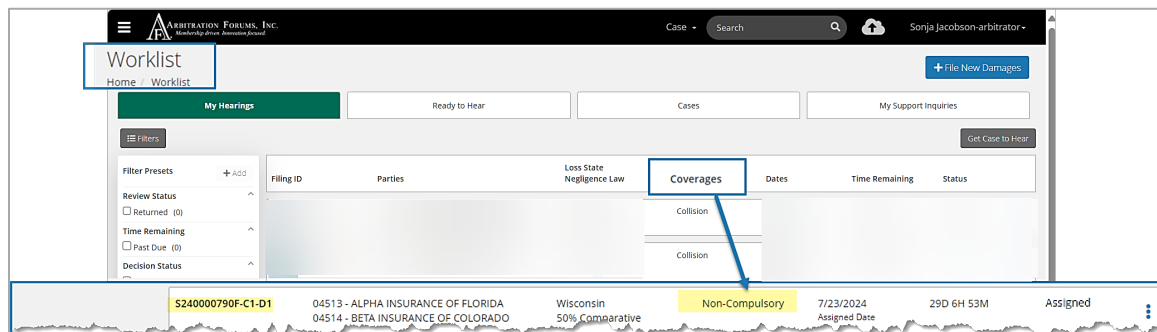 ARBITRATION FORUMS, INC.
Membership driven. Innovation focused.
Case
Search
Sonja Jacobson-arbitrator
Worklist
Home / Worklist
+ File New Damages
My Hearings
Ready to Hear
Cases
My Support Inquiries
Filters
Get Case to Hear
Filter Presets
+ Add
Filing ID
Parties
Loss State
Negligence Law
Coverages
Dates
Time Remaining
Status
Review Status
Returned (0)
Collision
Time Remaining
Past Due (0)
Collision
Decision Status
S240000790F-C1-D1 04513 - ALPHA INSURANCE OF FLORIDA Wisconsin Non-Compulsory 7/23/2024 29D 6H 53M Assigned
04514 - BETA INSURANCE OF COLORADO 50% Comparative Assigned Date